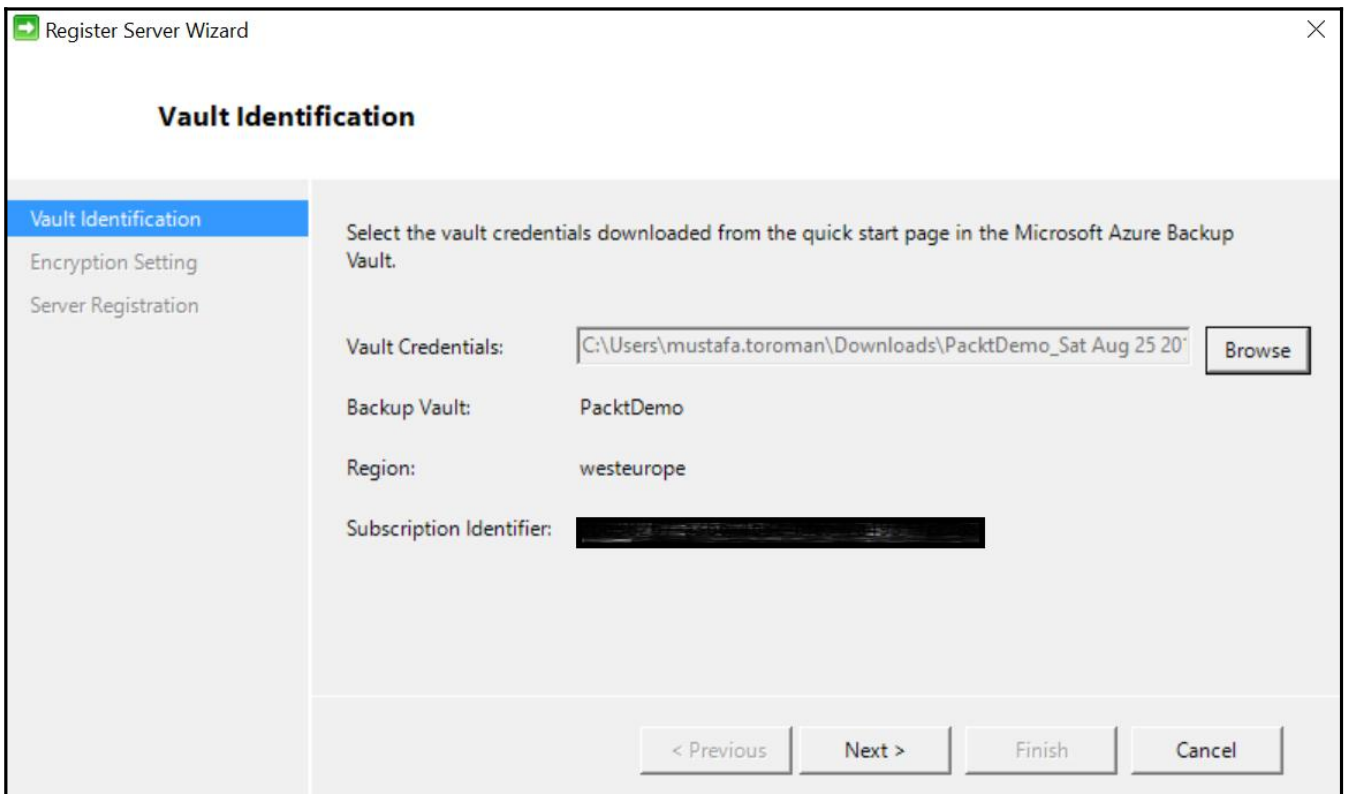 Register Server Wizard
Vault Identification
Vault Identification
Encryption Setting
Server Registration
Select the vault credentials downloaded from the quick start page in the Microsoft Azure Backup
Vault.
Vault Credentials: C:\Users\mustafa.toroman\Downloads\PacktDemo_Sat Aug 25 20 Browse
Backup Vault: PacktDemo
Region: westeurope
Subscription Identifier:
< Previous Next > Finish Cancel